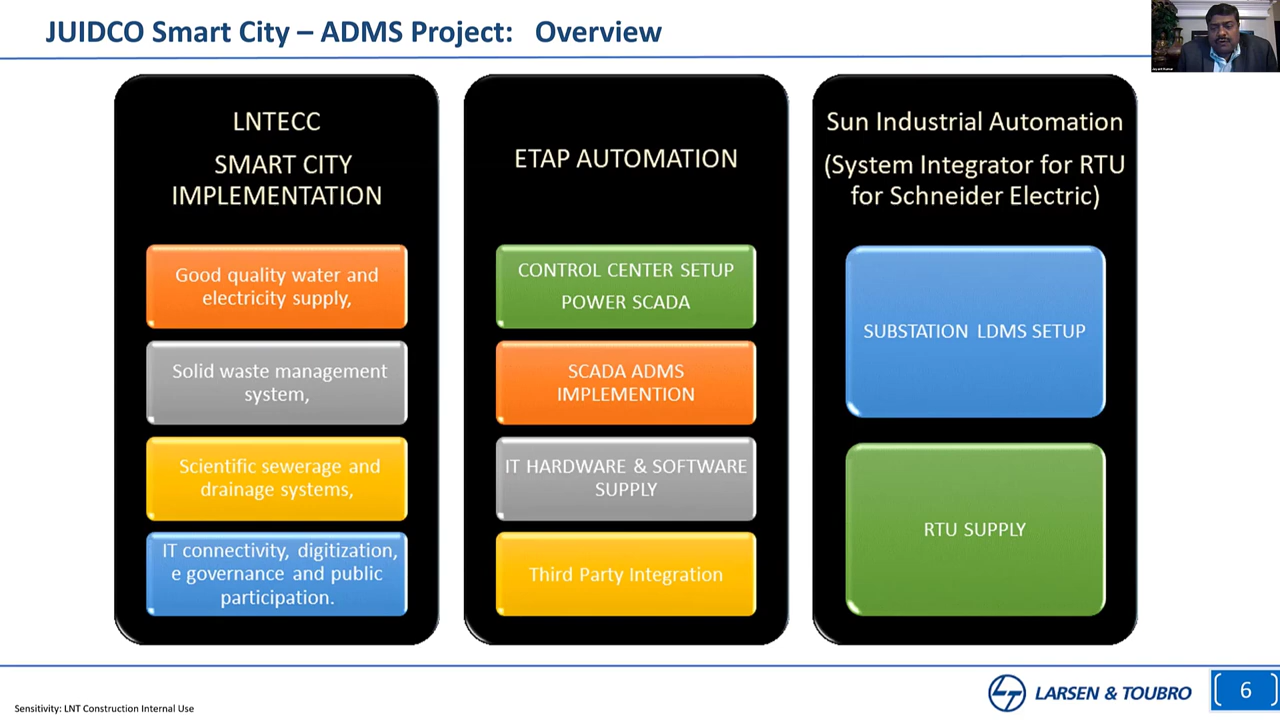 JUIDCO Smart City – ADMS Project: Overview
LNTECC
SMART CITY
IMPLEMENTATION
Good quality water and
electricity supply,
Solid waste management
system,
Scientific sewerage and
drainage systems,
IT connectivity, digitization,
e governance and public
participation.
ETAP AUTOMATION
CONTROL CENTER SETUP
POWER SCADA
SCADA ADMS
IMPLEMENTION
IT HARDWARE & SOFTWARE
SUPPLY
Third Party Integration
Sun Industrial Automation
(System Integrator for RTU
for Schneider Electric)
SUBSTATION LDMS SETUP
RTU SUPPLY
Sensitivity: LNT Construction Internal Use
LARSEN & TOUBRO
6